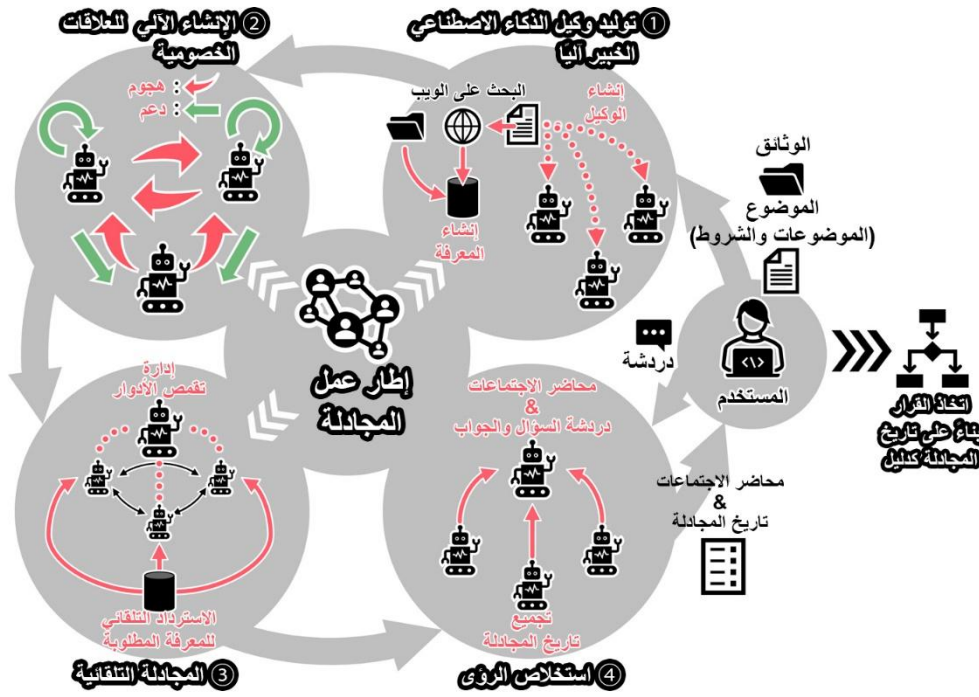 ① توليد وكيل الذكاء الاصطناعي
الخبير آليًا
البحث على الويب
إنشاء
الوكيل
إنشاء
المعرفة
② الإنشاء الآلي للعلاقات
الخصومية
هجوم :
دعم :
الوثائق
الموضوع
(الموضوعات والشروط)
دردشة
المستخدم
اتخاذ القرار
بناءً على تاريخ
المجادلة كدليل
إطار عمل
المجادلة
إدارة
تقمص الأدوار
الاسترداد التلقائي
للمعرفة المطلوبة
③ المجادلة التلقائية
محاضر الاجتماعات
&
دردشة السؤال والجواب
تجميع
تاريخ المجادلة
④ استخلاص الرؤى
محاضر الاجتماعات
&
تاريخ المجادلة